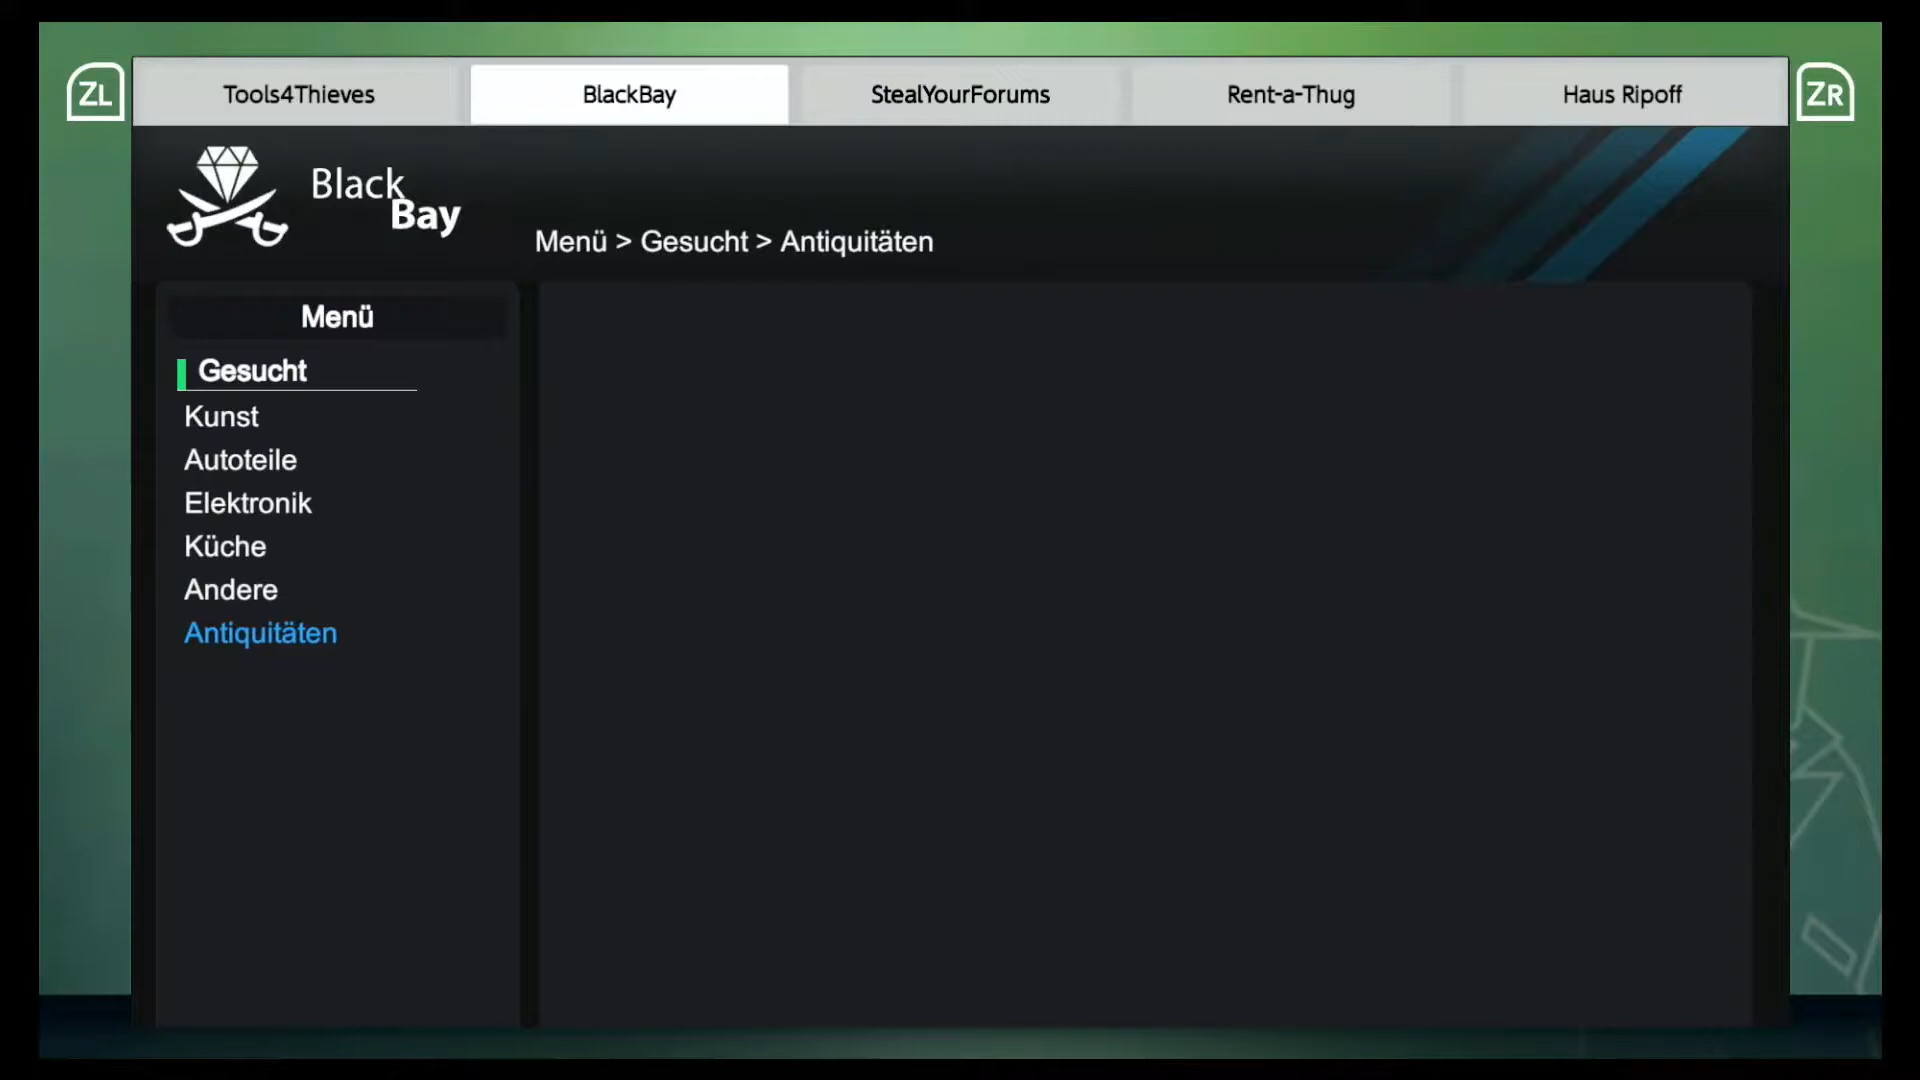 ZL
Tools4Thieves
BlackBay
StealYourForums
Rent-a-Thug
Haus Ripoff
ZR
Black
Bay
Menü > Gesucht > Antiquitäten
Menü
Gesucht
Kunst
Autoteile
Elektronik
Küche
Andere
Antiquitäten